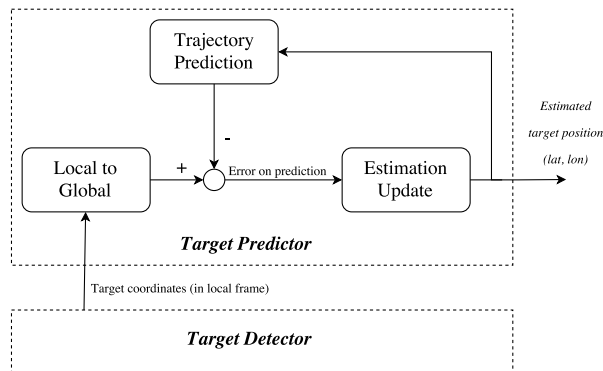 Trajectory
Prediction
Estimated
target position
(lat, lon)
-
+
Local to
Global
Error on prediction
Estimation
Update
Target Predictor
Target coordinates (in local frame)
Target Detector